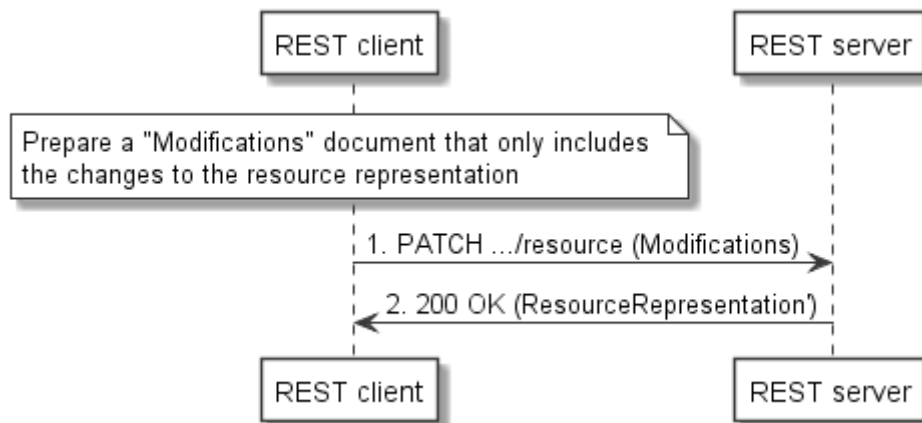 REST client
REST server
Prepare a "Modifications" document that only includes
the changes to the resource representation
1. PATCH .../resource (Modifications)
2. 200 OK (ResourceRepresentation')
REST client
REST server